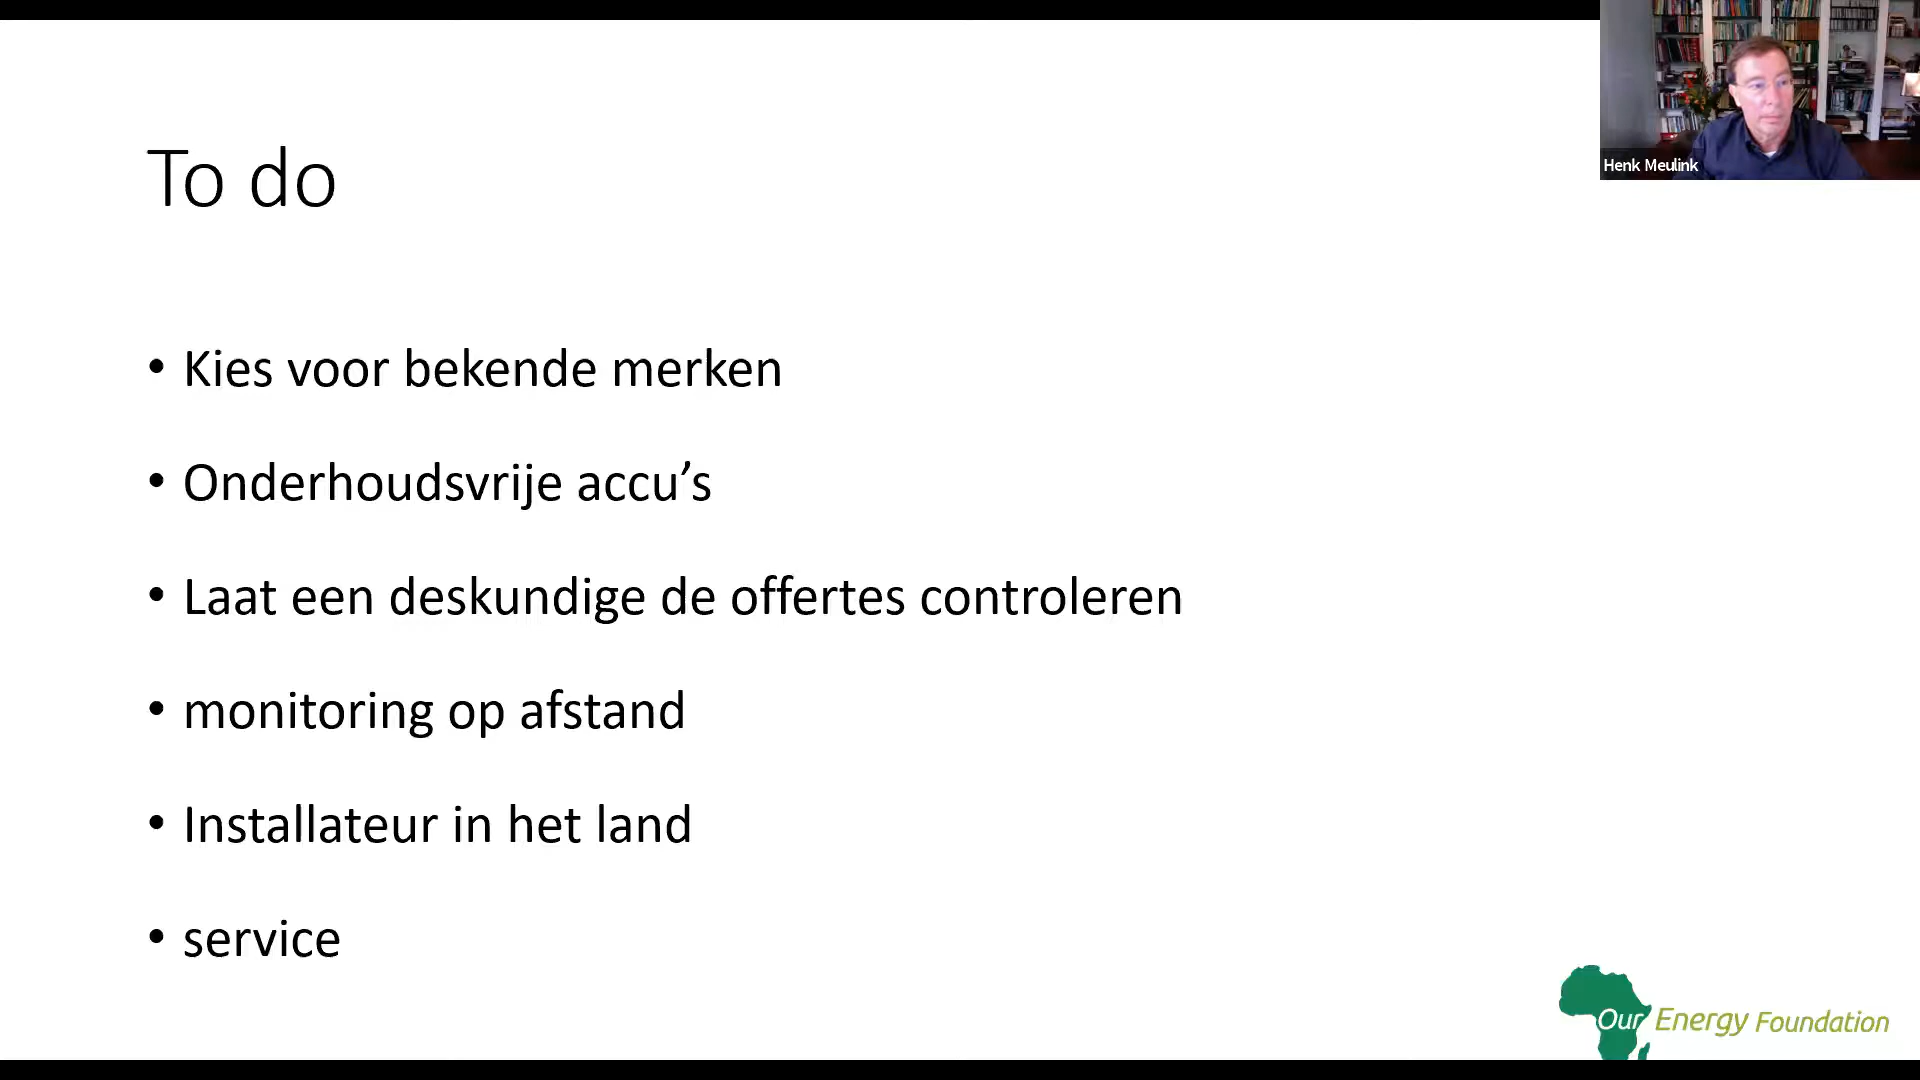 Henk Meulink
To do
• Kies voor bekende merken
• Onderhoudsvrije accu’s
• Laat een deskundige de offertes controleren
• monitoring op afstand
• Installateur in het land
• service
Our Energy Foundation